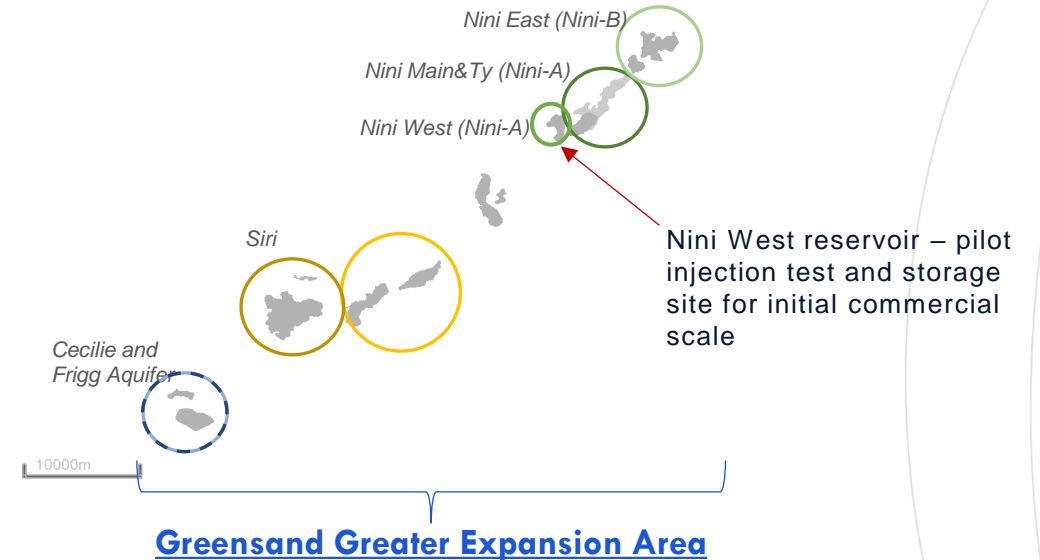 Nini East (Nini-B)
Nini Main&Ty (Nini-A)
Nini West (Nini-A)
Nini West reservoir – pilot
injection test and storage
site for initial commercial
scale
Siri
Cecilie and
Frigg Aquifer
10000m
Greensand Greater Expansion Area